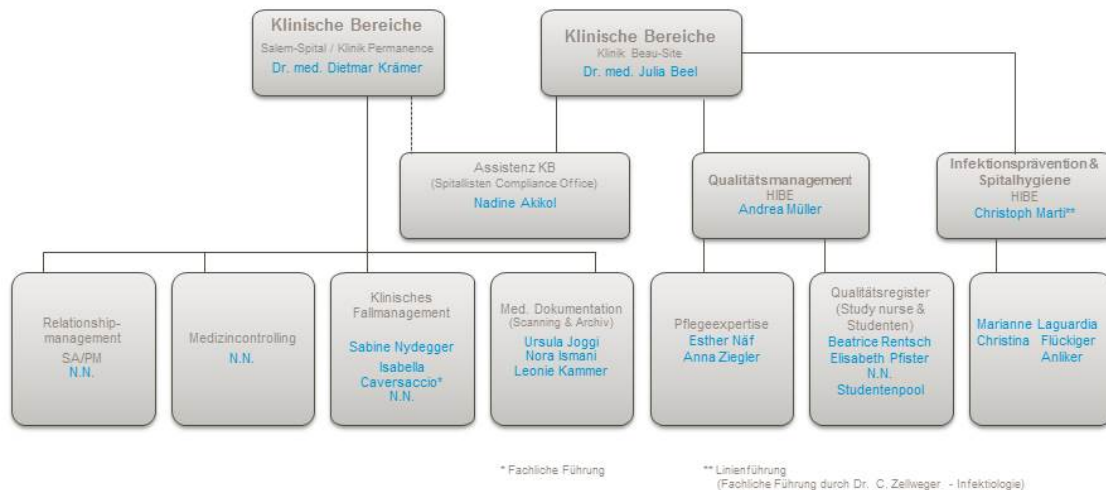 Klinische Bereiche
Salem-Spital / Klinik Permanence
Dr. med. Dietmar Krämer
Klinische Bereiche
Klinik Beau-Site
Dr. med. Julia Beel
Assistenz KB
(Spitallisten Compliance Office)
Nadine Akikol
Qualitätsmanagement
HIBE
Andrea Müller
Infektionsprävention &
Spitalhygiene
HIBE
Christoph Marti**
Relationship-
management
SA/PM
N.N.
Medizincontrolling
N.N.
Klinisches
Fallmanagement
Sabine Nydegger
Isabella
Caversaccio*
N.N.
Med. Dokumentation
(Scanning & Archiv)
Ursula Joggi
Nora Ismani
Leonie Kammer
Pflegeexpertise
Esther Näf
Anna Ziegler
Qualitätsregister
(Study nurse &
Studenten)
Beatrice Rentsch
Elisabeth Pfister
N.N.
Studentenpool
Marianne Laguardia
Christina Flückiger
Anliker
* Fachliche Führung
** Linienführung
(Fachliche Führung durch Dr. C. Zellweger - Infektiologie)